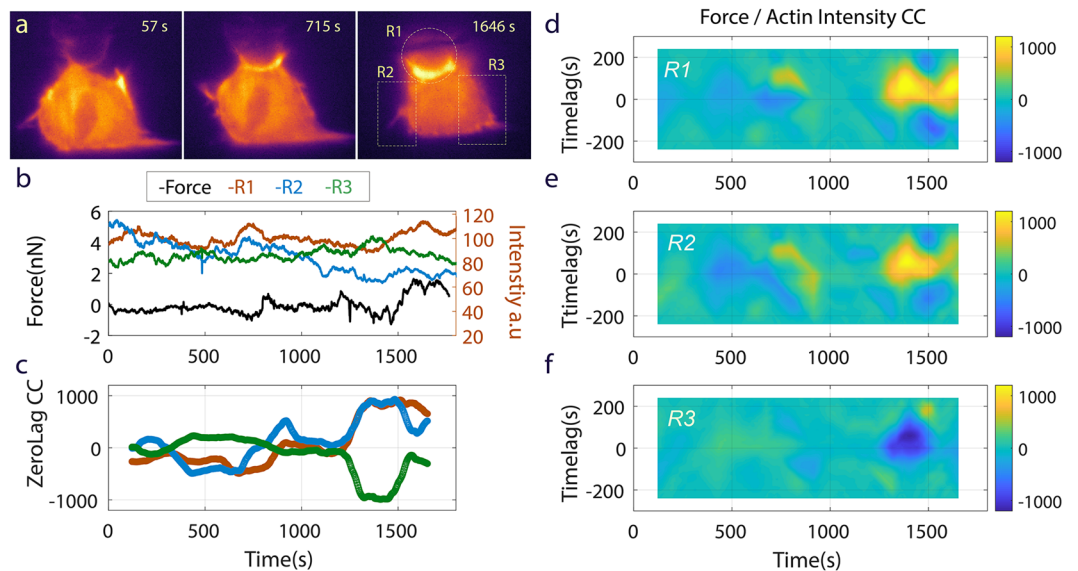 a
57 s
715 s
1646 s
R1
R2
R3
b
-Force -R1 -R2 -R3
Force(nN)
6
4
2
0
-2
120
100
80
60
40
20
Intenstiy a.u
0 500 1000 1500
c
ZeroLag CC
1000
0
-1000
0 500 1000 1500
Time(s)
Force / Actin Intensity CC
d
R1
Timelag(s)
200
0
-200
0 500 1000 1500
1000
0
-1000
e
R2
Ttimelag(s)
200
0
-200
0 500 1000 1500
1000
0
-1000
f
R3
Timelag(s)
200
0
-200
0 500 1000 1500
Time(s)
1000
0
-1000